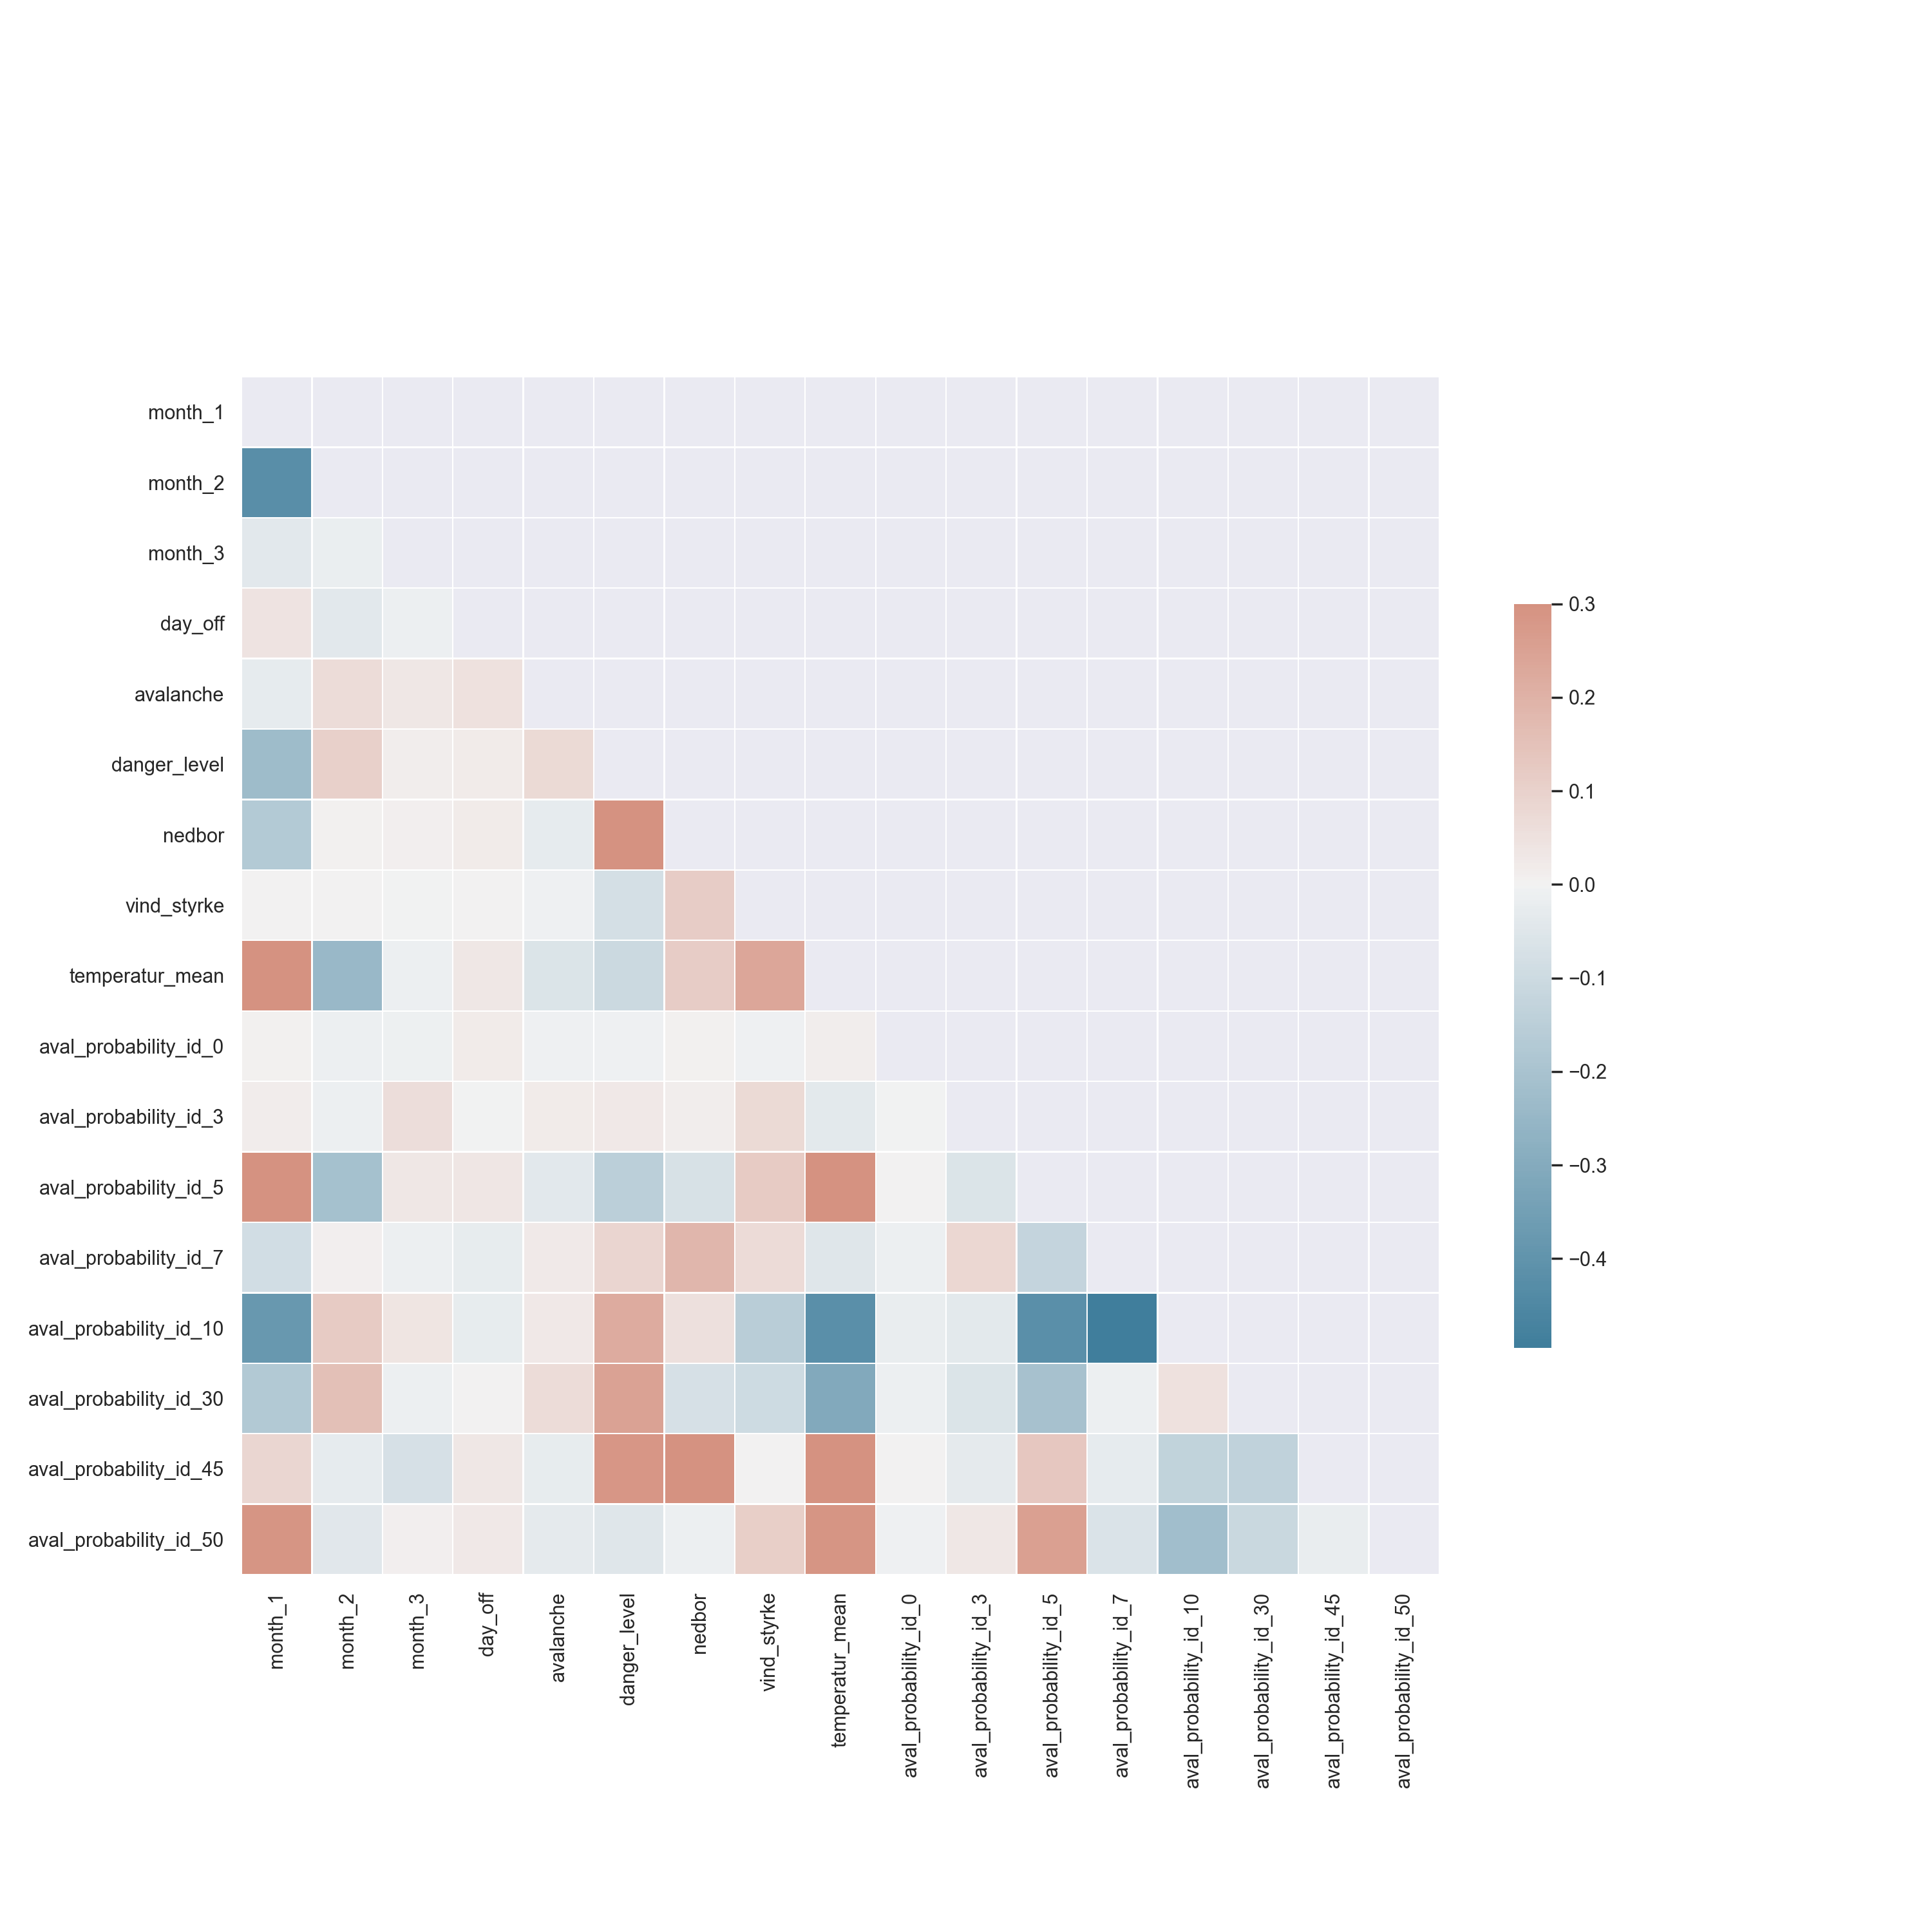 month_1
month_2
month_3
day_off
avalanche
danger_level
nedbor
vind_styrke
temperatur_mean
aval_probability_id_0
aval_probability_id_3
aval_probability_id_5
aval_probability_id_7
aval_probability_id_10
aval_probability_id_30
aval_probability_id_45
aval_probability_id_50
month_1
month_2
month_3
day_off
avalanche
danger_level
nedbor
vind_styrke
temperatur_mean
aval_probability_id_0
aval_probability_id_3
aval_probability_id_5
aval_probability_id_7
aval_probability_id_10
aval_probability_id_30
aval_probability_id_45
aval_probability_id_50
0.3
0.2
0.1
0.0
−0.1
−0.2
−0.3
−0.4